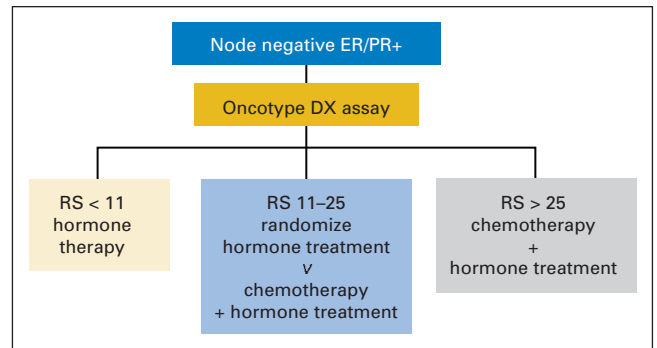 Node negative ER/PR+
Oncotype DX assay
RS < 11
hormone
therapy
RS 11–25
randomize
hormone treatment
v
chemotherapy
+ hormone treatment
RS > 25
chemotherapy
+
hormone treatment